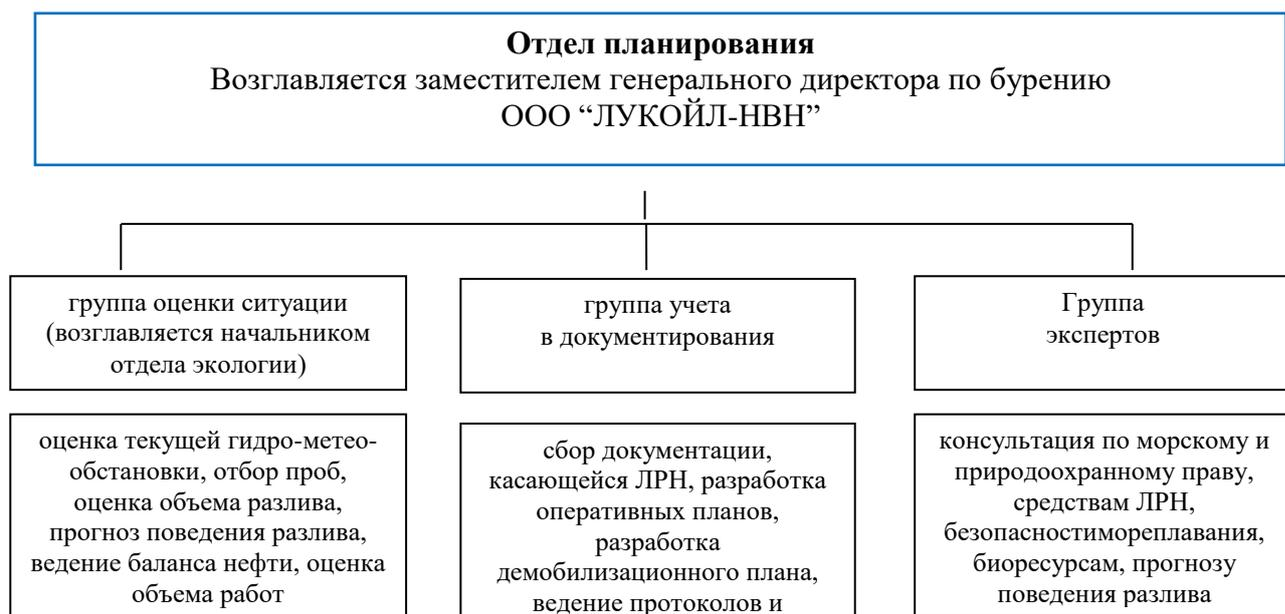 Отдел планирования
Возглавляется заместителем генерального директора по бурению
ООО “ЛУКОЙЛ-НВН”
группа оценки ситуации
(возглавляется начальником
отдела экологии)
группа учета
в документирования
Группа
экспертов
оценка текущей гидро-метео-
обстановки, отбор проб,
оценка объема разлива,
прогноз поведения разлива,
ведение баланса нефти, оценка
объема работ
сбор документации,
касающейся ЛРН, разработка
оперативных планов,
разработка
демобилизационного плана,
ведение протоколов и
консультация по морскому и
природоохранному праву,
средствам ЛРН,
безопасностимореплавания,
биоресурсам, прогнозу
поведения разлива